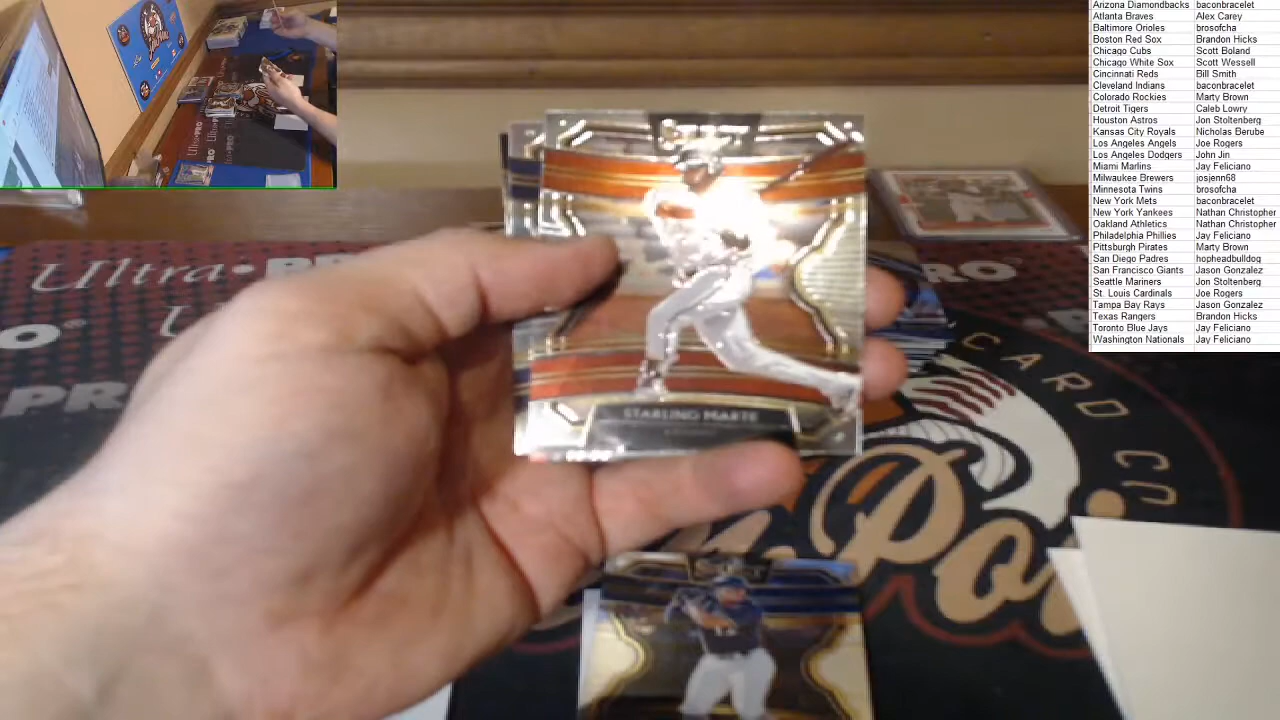 Arizona Diamondbacks baconbracelet
Atlanta Braves Alex Carey
Baltimore Orioles brosofcha
Boston Red Sox Brandon Hicks
Chicago Cubs Scott Boland
Chicago White Sox Scott Wessell
Cincinnati Reds Bill Smith
Cleveland Indians baconbracelet
Colorado Rockies Marty Brown
Detroit Tigers Caleb Lowry
Houston Astros Jon Stoltenberg
Kansas City Royals Nicholas Berube
Los Angeles Angels Joe Rogers
Los Angeles Dodgers John Jin
Miami Marlins Jay Feliciano
Milwaukee Brewers josjenn68
Minnesota Twins brosofcha
New York Mets baconbracelet
New York Yankees Nathan Christopher
Oakland Athletics Nathan Christopher
Philadelphia Phillies Jay Feliciano
Pittsburgh Pirates Marty Brown
San Diego Padres hopheadbulldog
San Francisco Giants Jason Gonzalez
Seattle Mariners Jon Stoltenberg
St. Louis Cardinals Joe Rogers
Tampa Bay Rays Jason Gonzalez
Texas Rangers Brandon Hicks
Toronto Blue Jays Jay Feliciano
Washington Nationals Jay Feliciano
SELECT
STARLING MARTE
Ultra PRO
PRO
CARD CO
SELECT